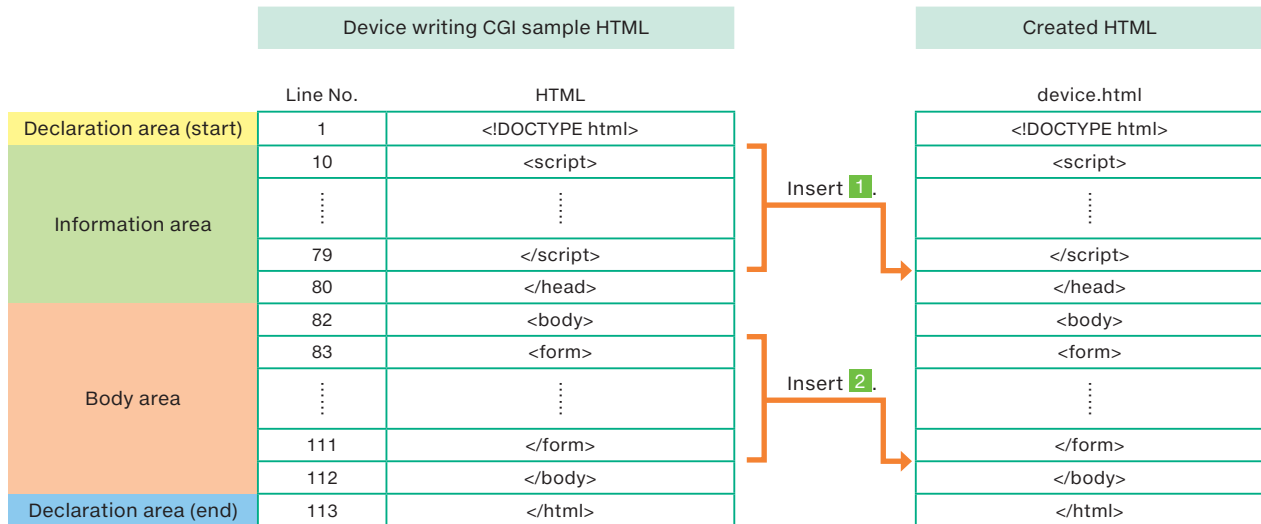 Device writing CGI sample HTML Created HTML
Line No. HTML device.html
Declaration area (start) 1 <!DOCTYPE html> <!DOCTYPE html>
10 <script> <script>
Insert 1.
Information area
79 </script> </script>
80 </head> </head>
82 <body> <body>
83 <form> <form>
Insert 2.
Body area
111 </form> </form>
112 </body> </body>
Declaration area (end) 113 </html> </html>